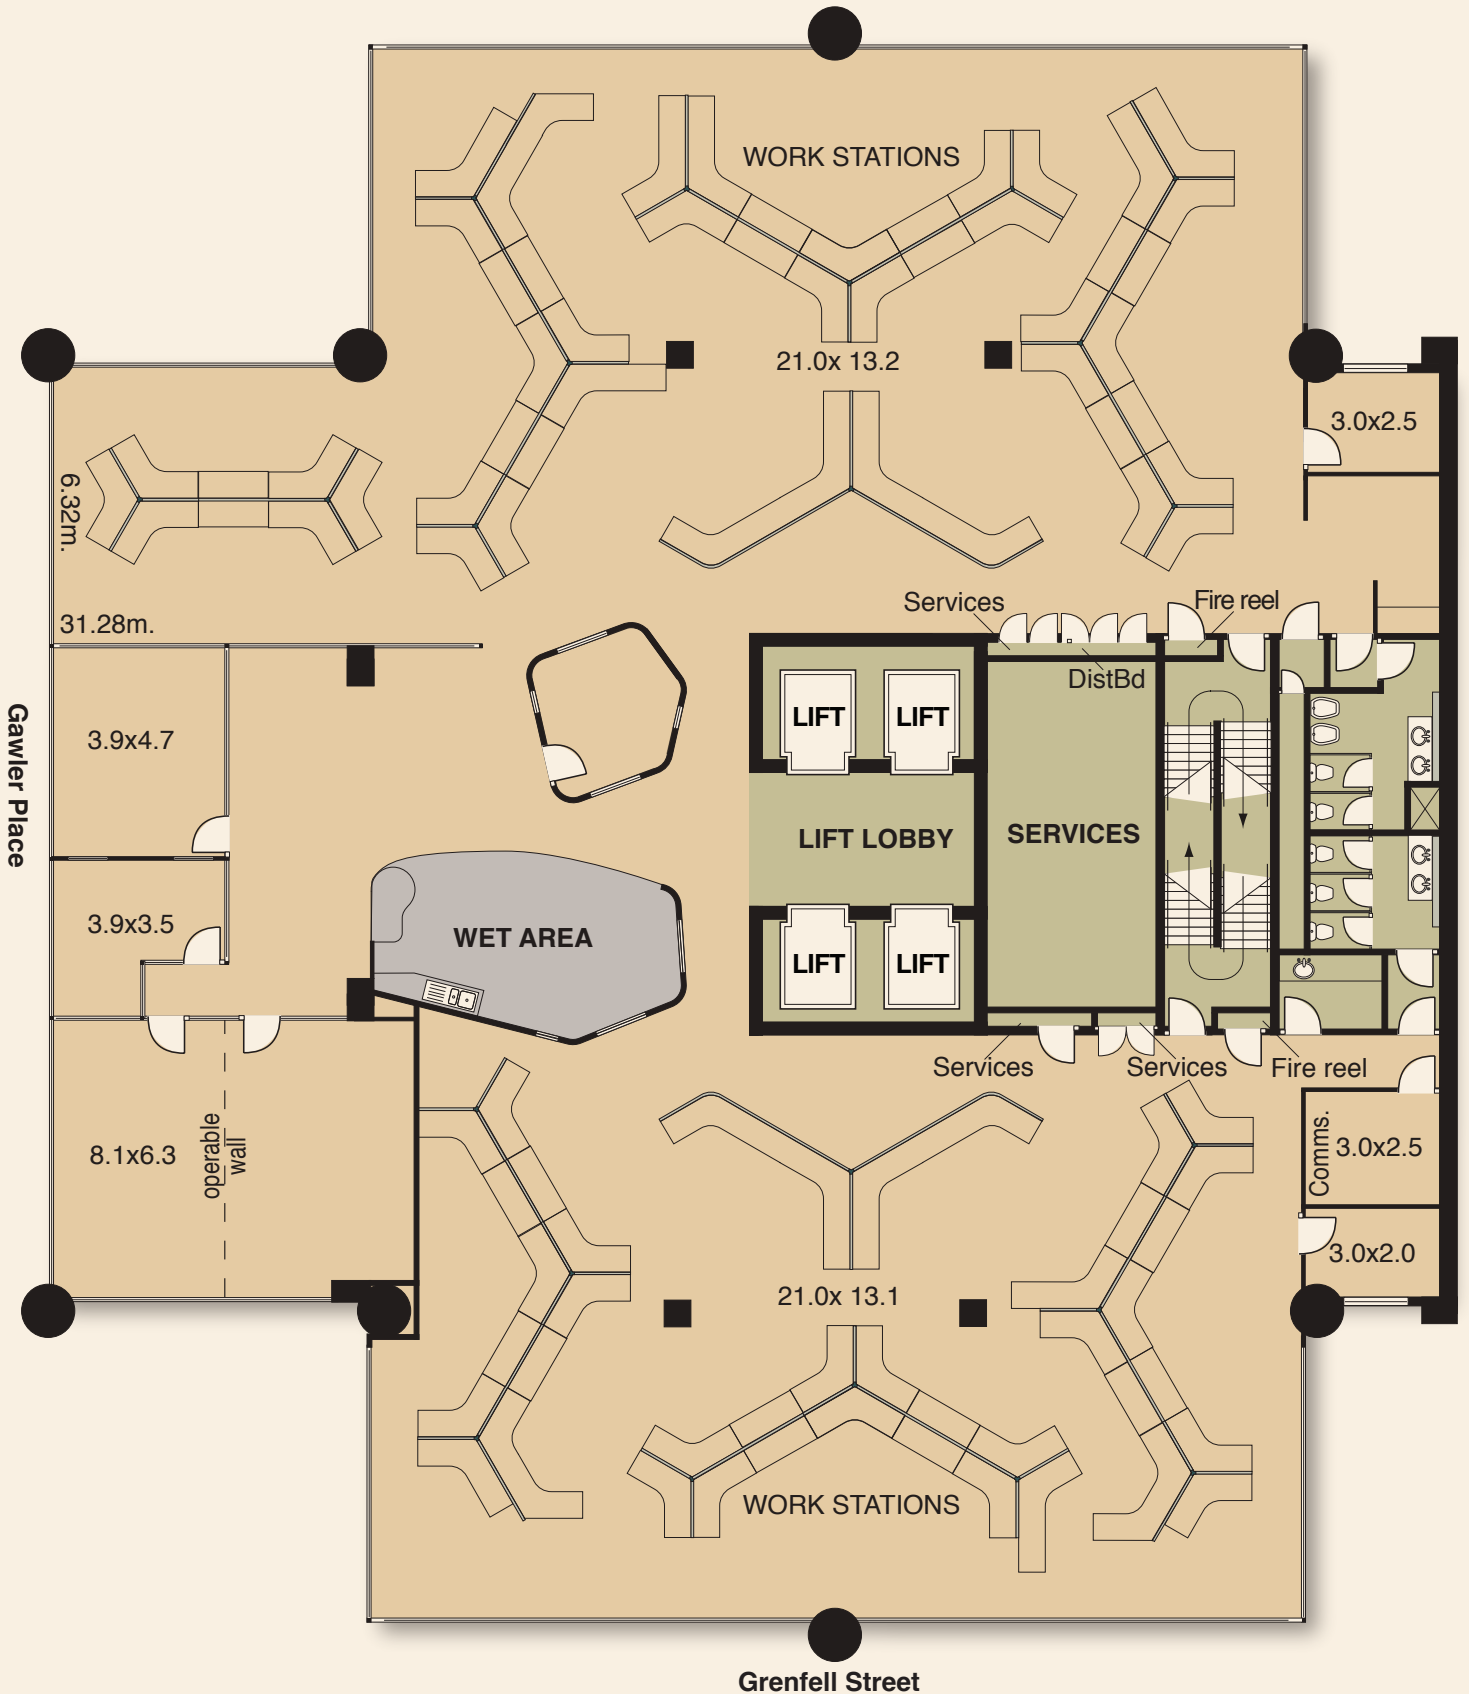 WORK STATIONS
21.0x 13.2
3.0x2.5
6.32m.
31.28m.
Services
Fire reel
DistBd
LIFT
LIFT
3.9x4.7
Gawler Place
LIFT LOBBY
SERVICES
3.9x3.5
WET AREA
LIFT
LIFT
Services
Services
Fire reel
8.1x6.3
operable
wall
Comms.
3.0x2.5
3.0x2.0
21.0x 13.1
WORK STATIONS
Grenfell Street